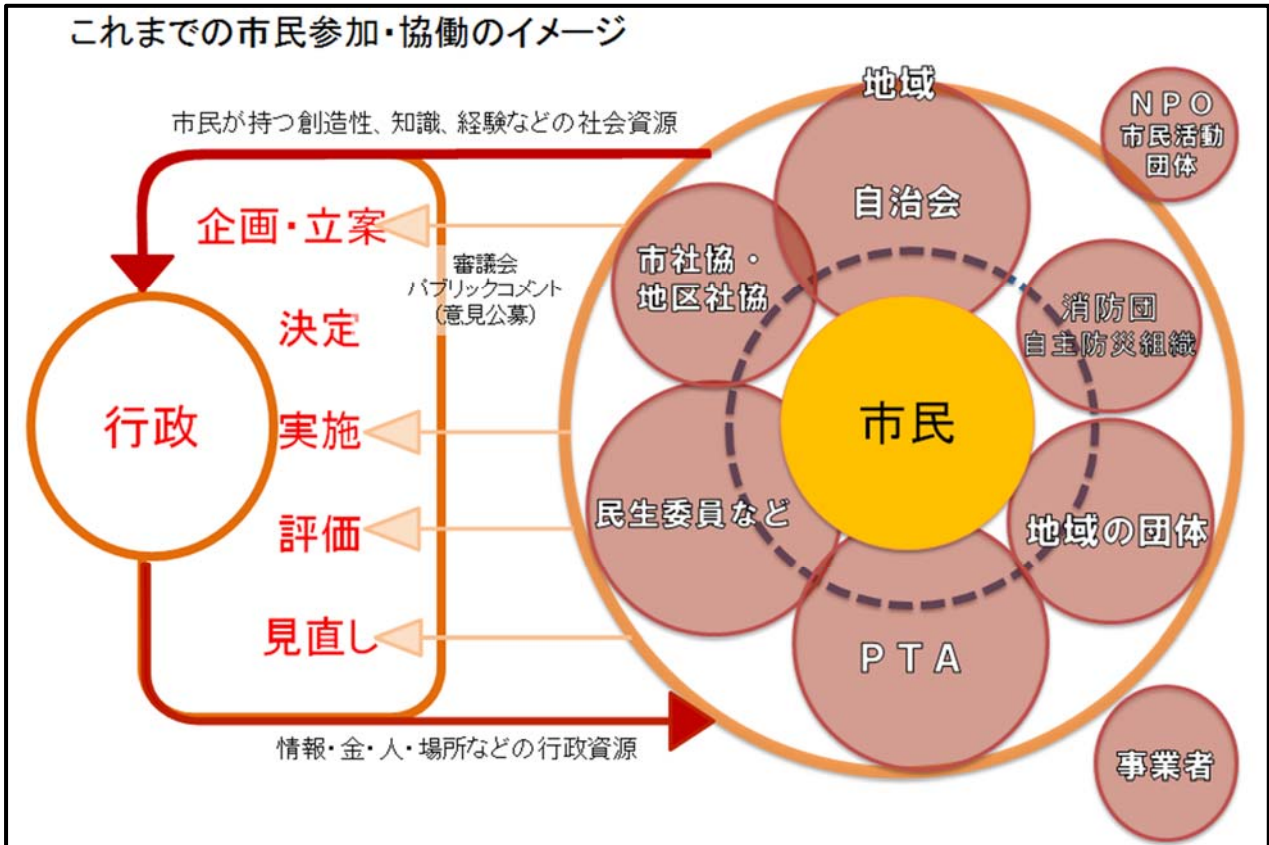 これまでの市民参加・協働のイメージ
市民が持つ創造性、知識、経験などの社会資源
企画・立案
決定
実施
評価
見直し
審議会
パブリックコメント
(意見公募)
行政
情報・金・人・場所などの行政資源
地域
自治会
市社協・
地区社協
消防団
自主防災組織
市民
民生委員など
地域の団体
ＰＴＡ
ＮＰＯ
市民活動
団体
事業者